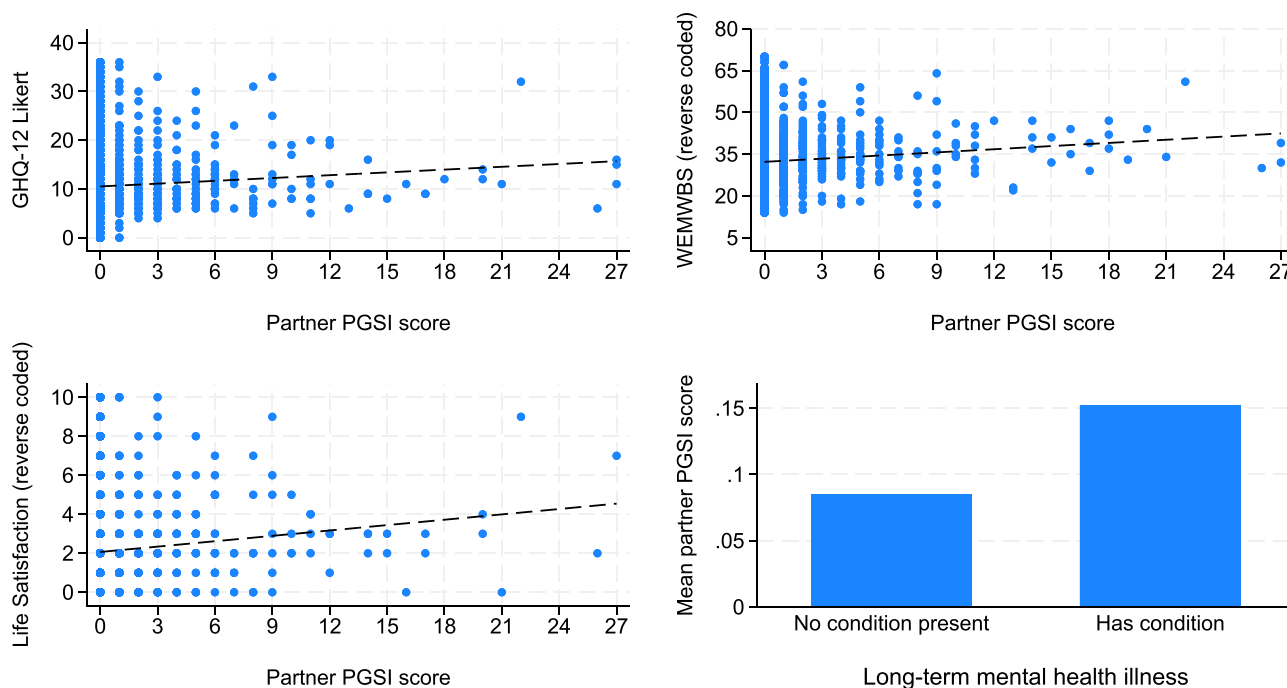 GHQ-12 Likert
40
30
20
10
0
0 3 6 9 12 15 18 21 24 27
Partner PGSI score
WEMWBS (reverse coded)
80
65
50
35
20
5
0 3 6 9 12 15 18 21 24 27
Partner PGSI score
Life Satisfaction (reverse coded)
10
8
6
4
2
0
0 3 6 9 12 15 18 21 24 27
Partner PGSI score
Mean partner PGSI score
.15
.1
.05
0
No condition present Has condition
Long-term mental health illness